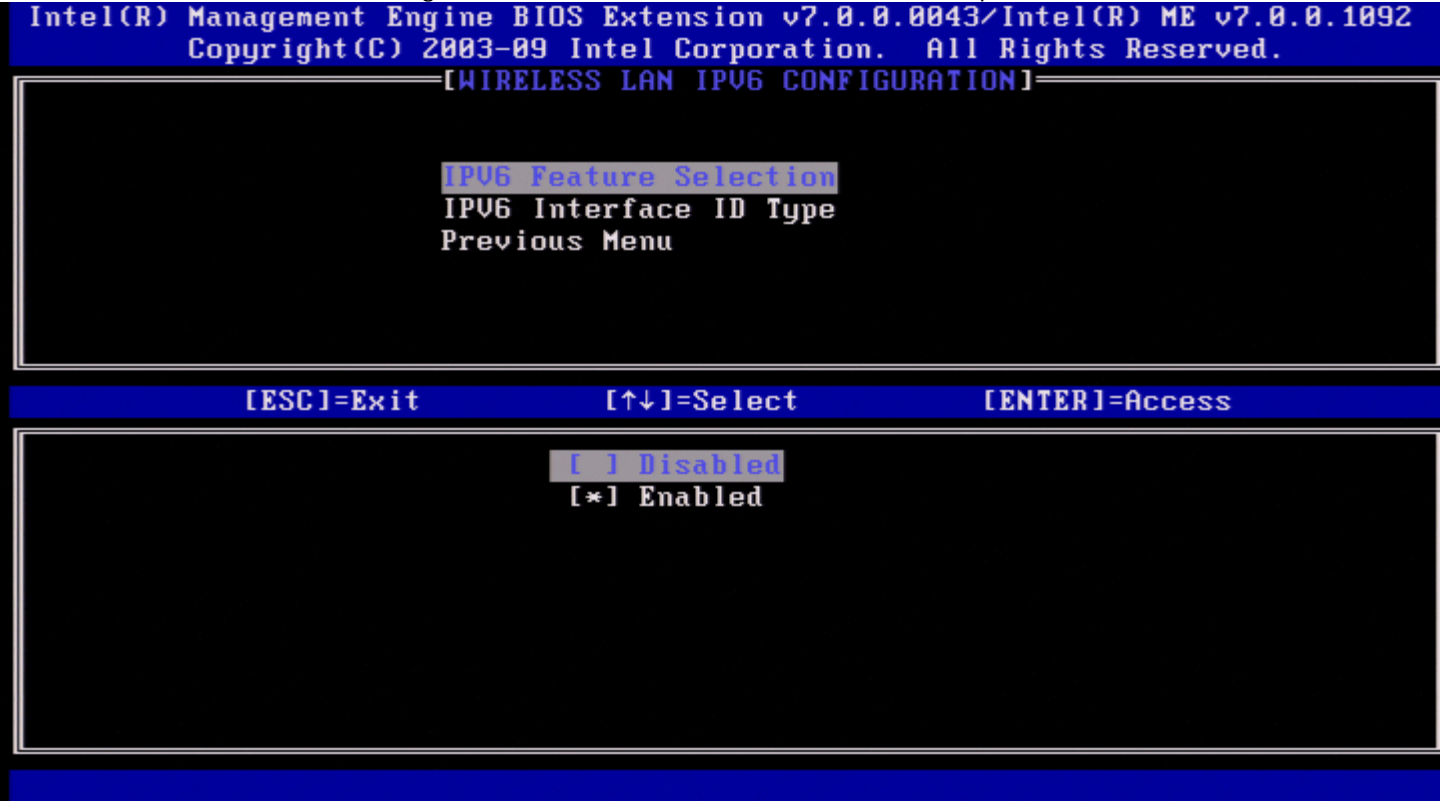 Intel(R) Management Engine BIOS Extension v7.0.0.0043/Intel(R) ME v7.0.0.1092
Copyright(C) 2003-09 Intel Corporation. All Rights Reserved.
[WIRELESS LAN IPV6 CONFIGURATION]
IPV6 Feature Selection
IPV6 Interface ID Type
Previous Menu
[ESC]=Exit [↑↓]=Select [ENTER]=Access
[ ] Disabled
[*] Enabled